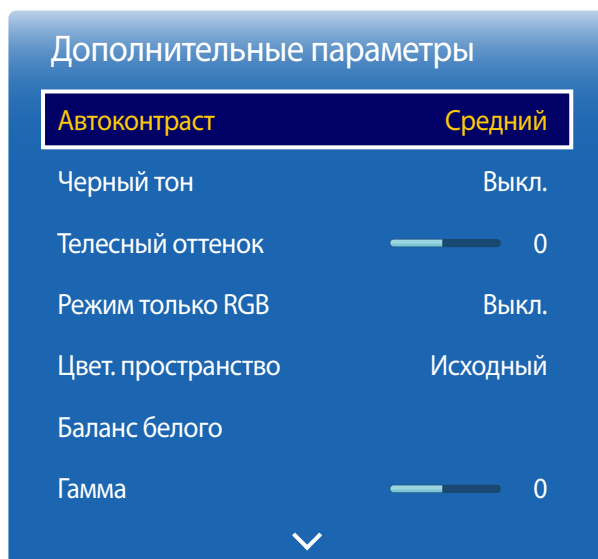 Дополнительные параметры
Автоконтраст Средний
Черный тон Выкл.
Телесный оттенок 0
Режим только RGB Выкл.
Цвет. пространство Исходный
Баланс белого
Гамма 0